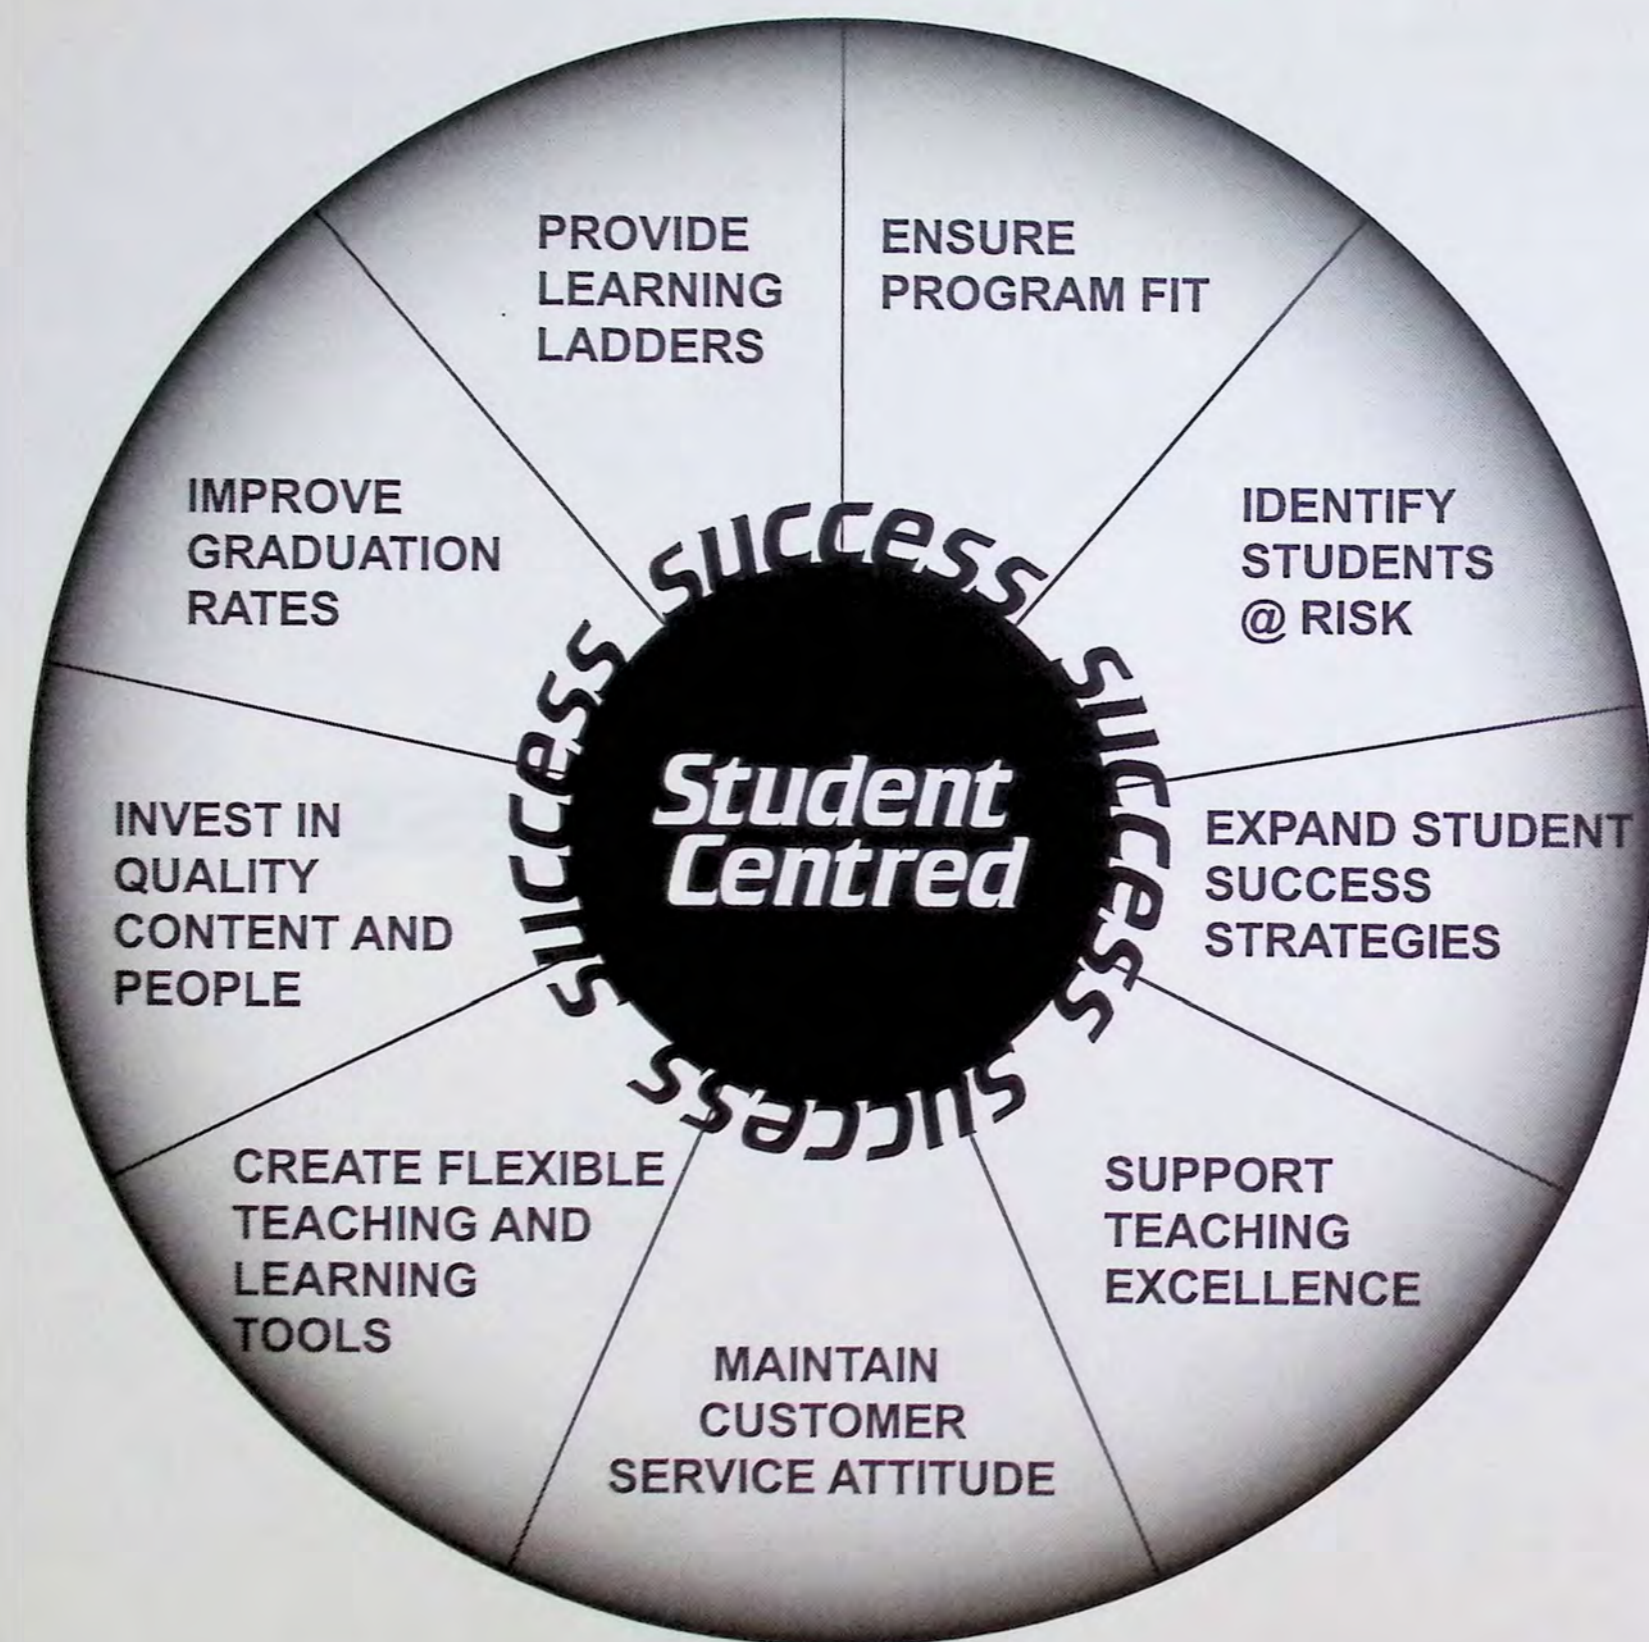 PROVIDE
LEARNING
LADDERS
ENSURE
PROGRAM FIT
IDENTIFY
STUDENTS
@ RISK
EXPAND STUDENT
SUCCESS
STRATEGIES
SUPPORT
TEACHING
EXCELLENCE
MAINTAIN
CUSTOMER
SERVICE ATTITUDE
CREATE FLEXIBLE
TEACHING AND
LEARNING
TOOLS
INVEST IN
QUALITY
CONTENT AND
PEOPLE
IMPROVE
GRADUATION
RATES
success
success
success
success
Student
Centred